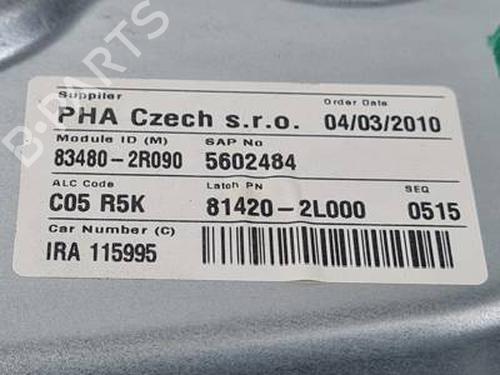 B-PARTS
Supplier Order Date
PHA Czech s.r.o. 04/03/2010
Module ID (M) SAP No
83480-2R090 5602484
ALC Code Latch PN SEQ
C05 R5K 81420-2L000 0515
Car Number (C)
IRA 115995